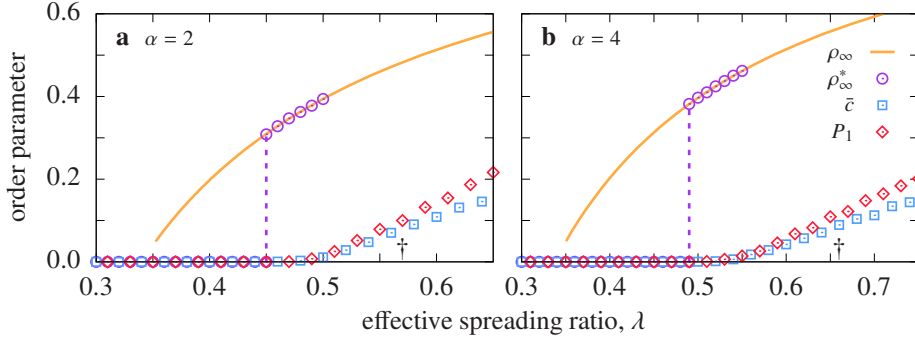 order parameter
0.6
0.4
0.2
0.0
a α = 2
†
0.3 0.4 0.5 0.6
b α = 4
ρ∞
ρ*∞
c̄
P1
†
0.3 0.4 0.5 0.6 0.7
effective spreading ratio, λ